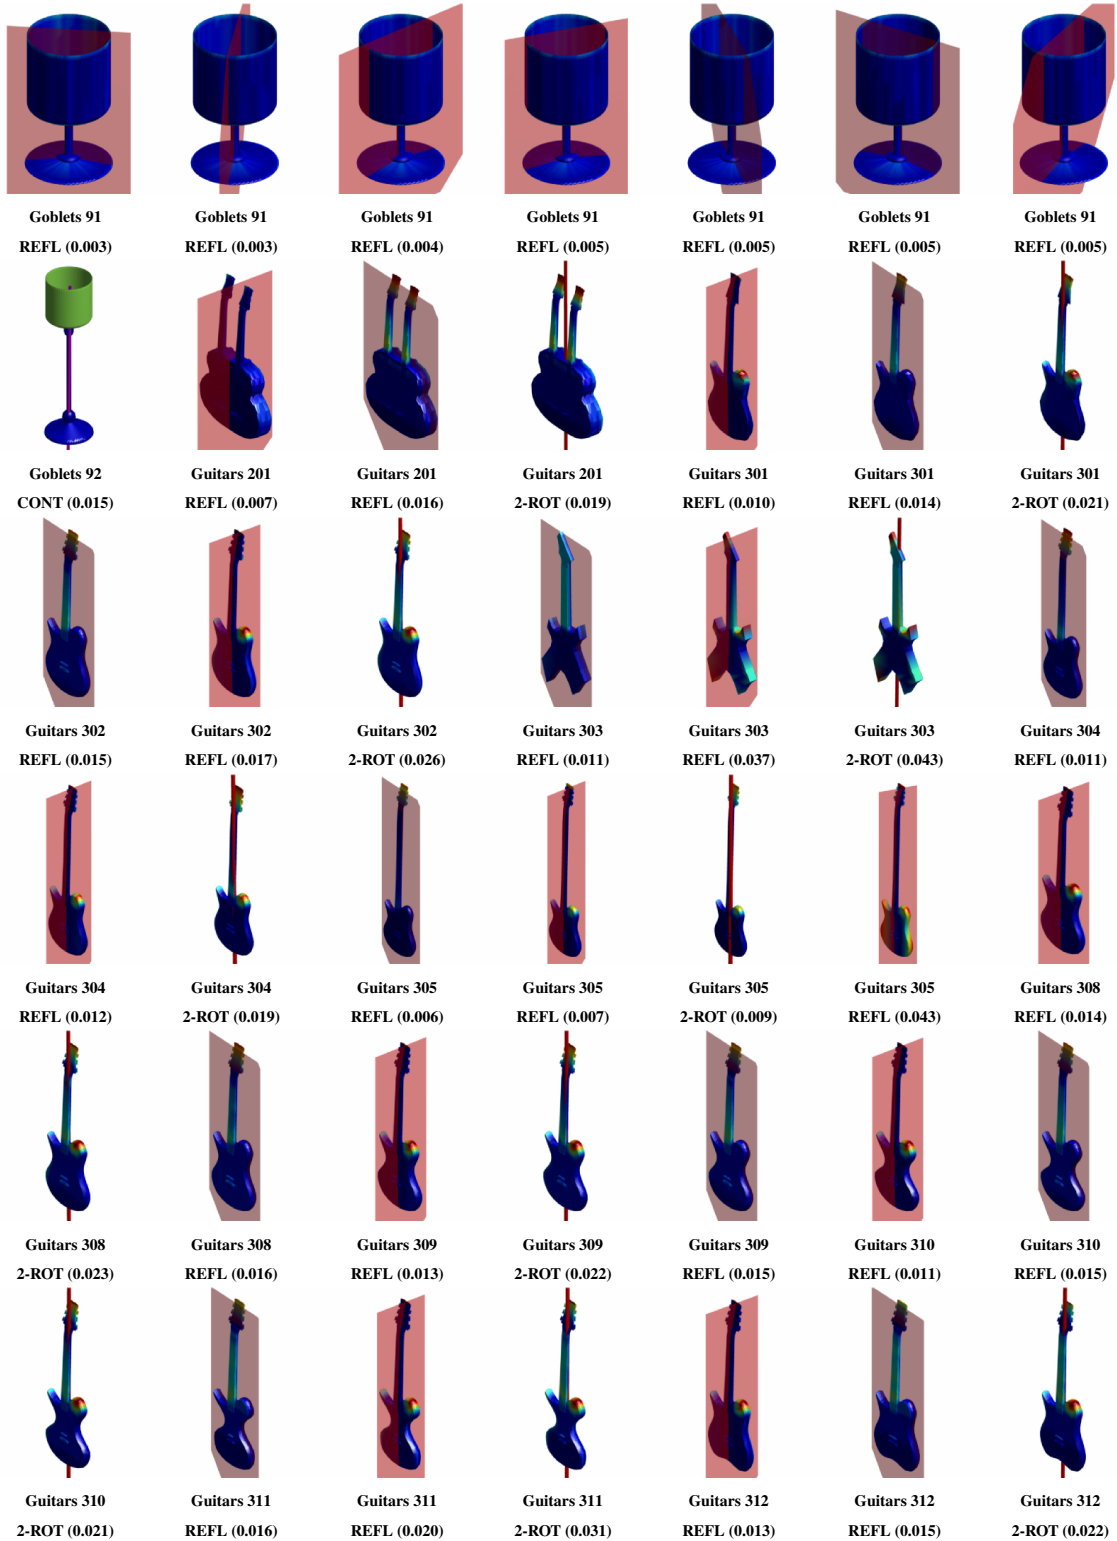 Goblets 91 Goblets 91 Goblets 91 Goblets 91 Goblets 91 Goblets 91 Goblets 91
REFL (0.003) REFL (0.003) REFL (0.004) REFL (0.005) REFL (0.005) REFL (0.005) REFL (0.005)
Goblets 92 Guitars 201 Guitars 201 Guitars 201 Guitars 301 Guitars 301 Guitars 301
CONT (0.015) REFL (0.007) REFL (0.016) 2-ROT (0.019) REFL (0.010) REFL (0.014) 2-ROT (0.021)
Guitars 302 Guitars 302 Guitars 302 Guitars 303 Guitars 303 Guitars 303 Guitars 304
REFL (0.015) REFL (0.017) 2-ROT (0.026) REFL (0.011) REFL (0.037) 2-ROT (0.043) REFL (0.011)
Guitars 304 Guitars 304 Guitars 305 Guitars 305 Guitars 305 Guitars 305 Guitars 308
REFL (0.012) 2-ROT (0.019) REFL (0.006) REFL (0.007) 2-ROT (0.009) REFL (0.043) REFL (0.014)
Guitars 308 Guitars 308 Guitars 309 Guitars 309 Guitars 309 Guitars 310 Guitars 310
2-ROT (0.023) REFL (0.016) REFL (0.013) 2-ROT (0.022) REFL (0.015) REFL (0.011) REFL (0.015)
Guitars 310 Guitars 311 Guitars 311 Guitars 311 Guitars 312 Guitars 312 Guitars 312
2-ROT (0.021) REFL (0.016) REFL (0.020) 2-ROT (0.031) REFL (0.013) REFL (0.015) 2-ROT (0.022)